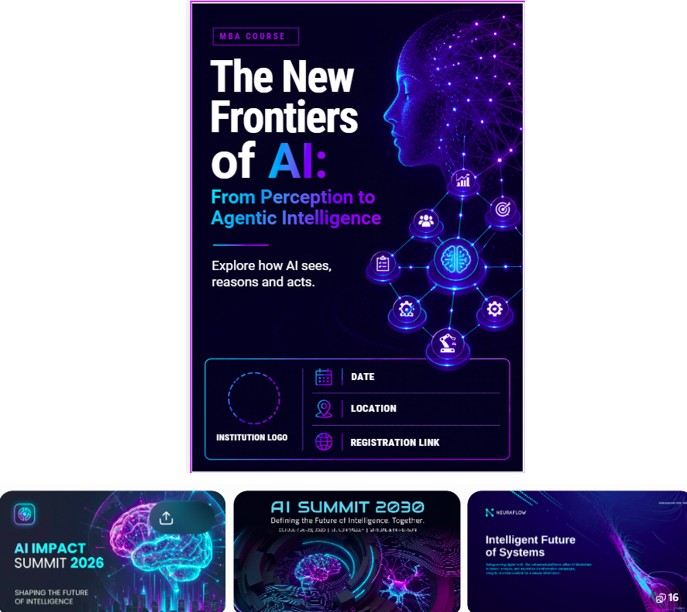 MBA COURSE
The New
Frontiers
of AI:
From Perception to
Agentic Intelligence
Explore how AI sees,
reasons and acts.
INSTITUTION LOGO
DATE
LOCATION
REGISTRATION LINK
AI IMPACT
SUMMIT 2026
SHAPING THE FUTURE
OF INTELLIGENCE
AI SUMMIT 2030
Defining the Future of Intelligence. Together.
NEURAFLOW
Intelligent Future
of Systems
16